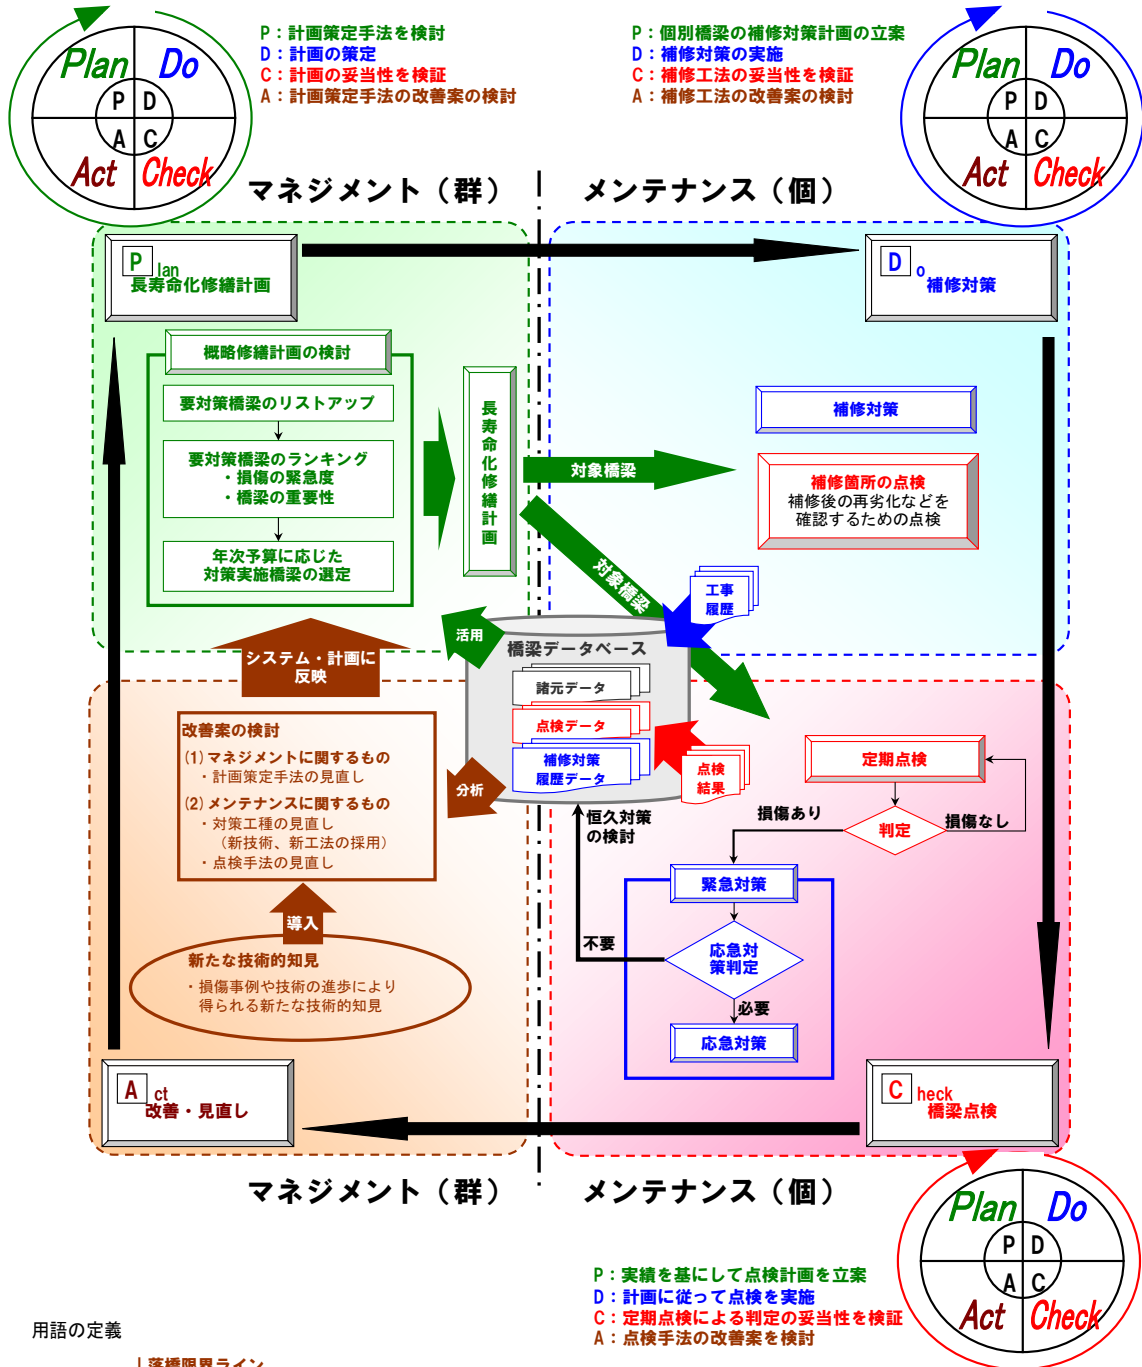 P：計画策定手法を検討
D：計画の策定
C：計画の妥当性を検証
A：計画策定手法の改善案の検討
Plan Do
P D
A C
Act Check
P：個別橋梁の補修対策計画の立案
D：補修対策の実施
C：補修工法の妥当性を検証
A：補修工法の改善案の検討
Plan Do
P D
A C
Act Check
マネジメント（群）
メンテナンス（個）
Plan
長寿命化修繕計画
Do
補修対策
概略修繕計画の検討
要対策橋梁のリストアップ
要対策橋梁のランキング
・損傷の緊急度
・橋梁の重要性
年次予算に応じた
対策実施橋梁の選定
長寿命化修繕計画
対象橋梁
対象橋梁
補修対策
補修箇所の点検
補修後の再劣化などを
確認するための点検
工事
履歴
活用
橋梁データベース
諸元データ
点検データ
補修対策
履歴データ
点検
結果
分析
システム・計画に
反映
改善案の検討
(1)マネジメントに関するもの
・計画策定手法の見直し
(2)メンテナンスに関するもの
・対策工種の見直し
（新技術、新工法の採用）
・点検手法の見直し
導入
新たな技術的知見
・損傷事例や技術の進歩により
得られる新たな技術的知見
定期点検
判定
損傷あり
損傷なし
恒久対策
の検討
緊急対策
応急対
策判定
不要
必要
応急対策
Act
改善・見直し
Check
橋梁点検
マネジメント（群）
メンテナンス（個）
Plan Do
P D
A C
Act Check
P：実績を基にして点検計画を立案
D：計画に従って点検を実施
C：定期点検による判定の妥当性を検証
A：点検手法の改善案を検討
用語の定義
落橋限界ライン